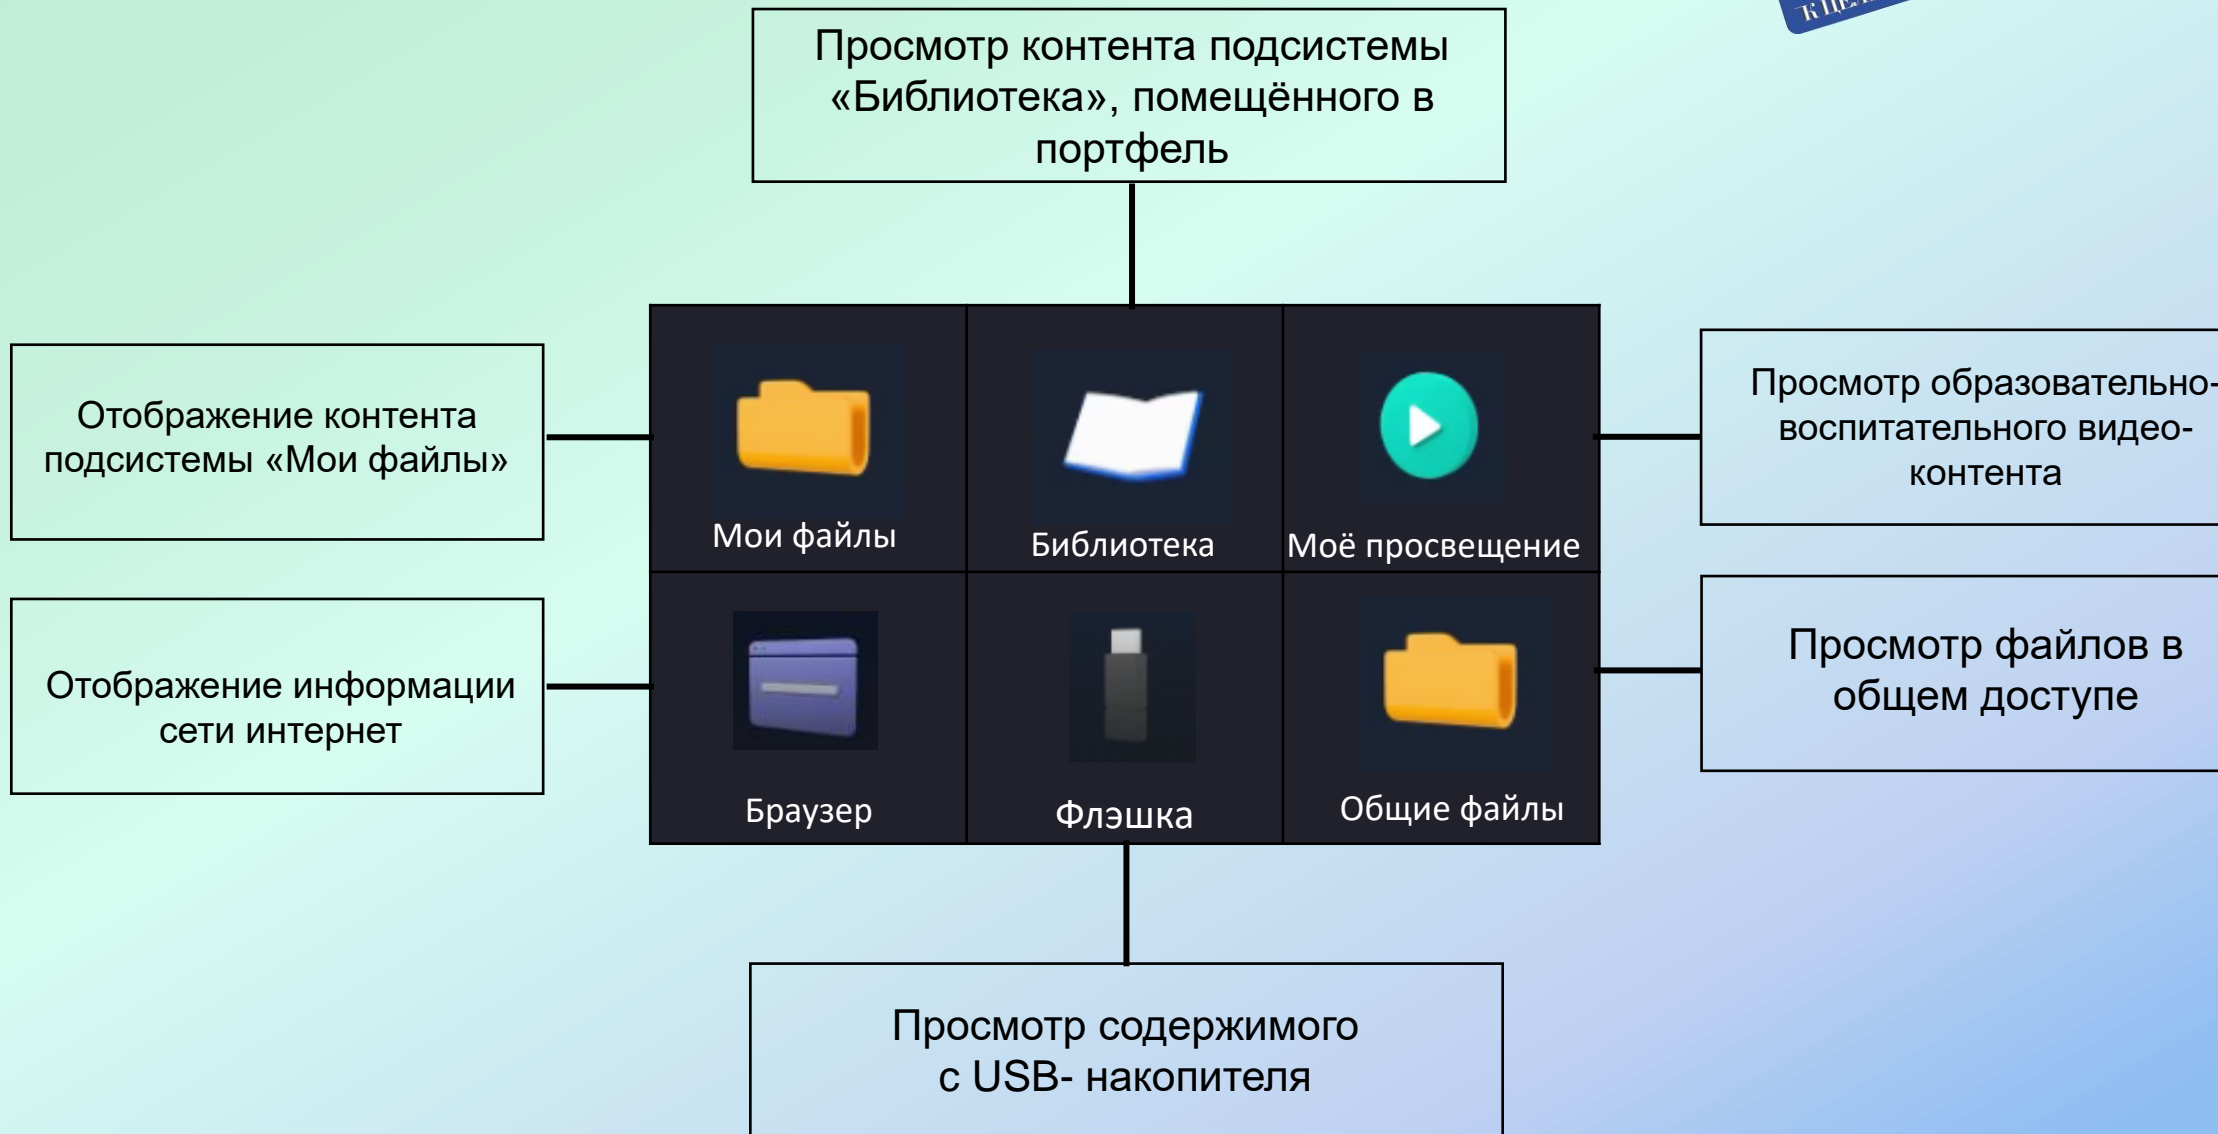 Просмотр контента подсистемы
«Библиотека», помещённого в
портфель
Отображение контента
подсистемы «Мои файлы»
Мои файлы
Библиотека
Моё просвещение
Просмотр образовательно-
воспитательного видео-
контента
Отображение информации
сети интернет
Браузер
Флэшка
Общие файлы
Просмотр файлов в
общем доступе
Просмотр содержимого
с USB- накопителя